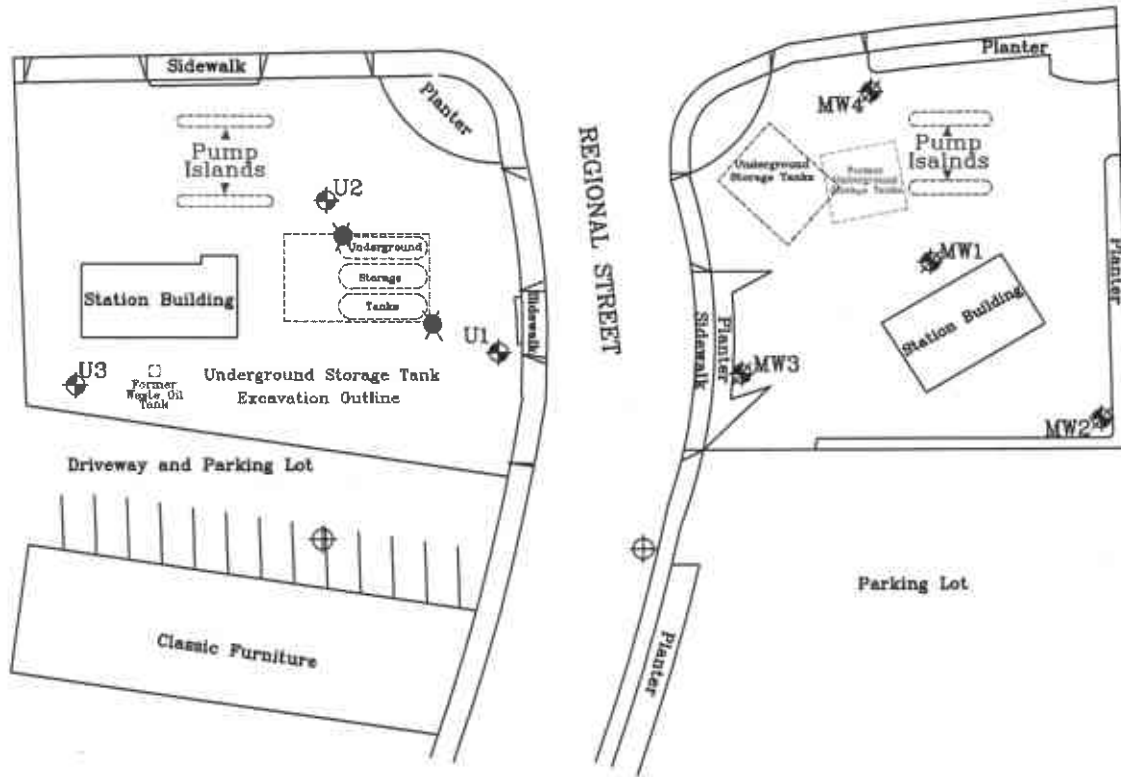 Sidewalk
Planter
Pump
Islands
U2
Underground
Storage
Tanks
Station Building
Sidewalk
U1
U3
Former
Waste Oil
Tank
Underground Storage Tank
Excavation Outline
Driveway and Parking Lot
Classic Furniture
REGIONAL STREET
Planter
MW4
Underground
Storage Tanks
Former
Underground
Storage Tanks
Pump
Isalnds
MW1
Planter
Station Building
Planter
Sidewalk
MW3
MW2
Parking Lot
Planter